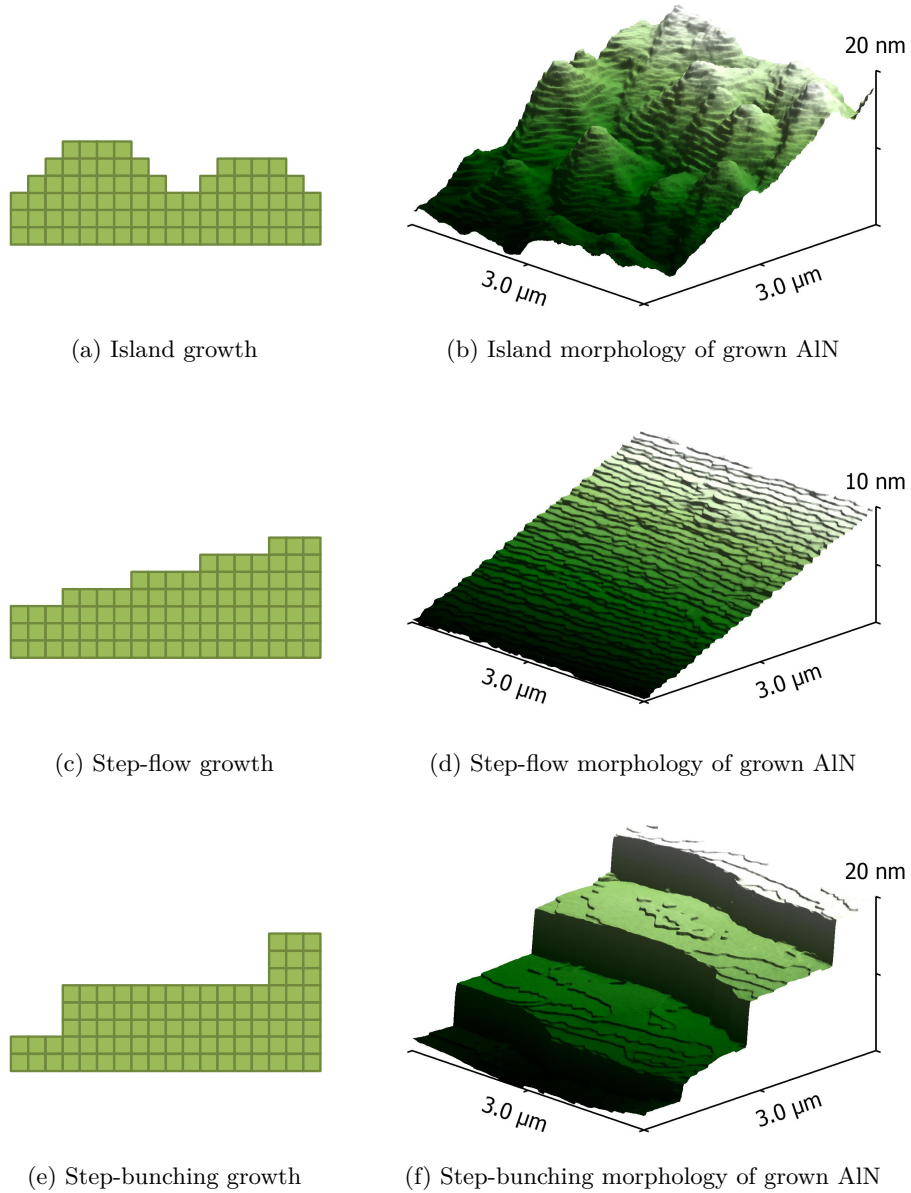 20 nm
3.0 µm
3.0 µm
(a) Island growth
(b) Island morphology of grown AlN
10 nm
3.0 µm
3.0 µm
(c) Step-flow growth
(d) Step-flow morphology of grown AlN
20 nm
3.0 µm
3.0 µm
(e) Step-bunching growth
(f) Step-bunching morphology of grown AlN